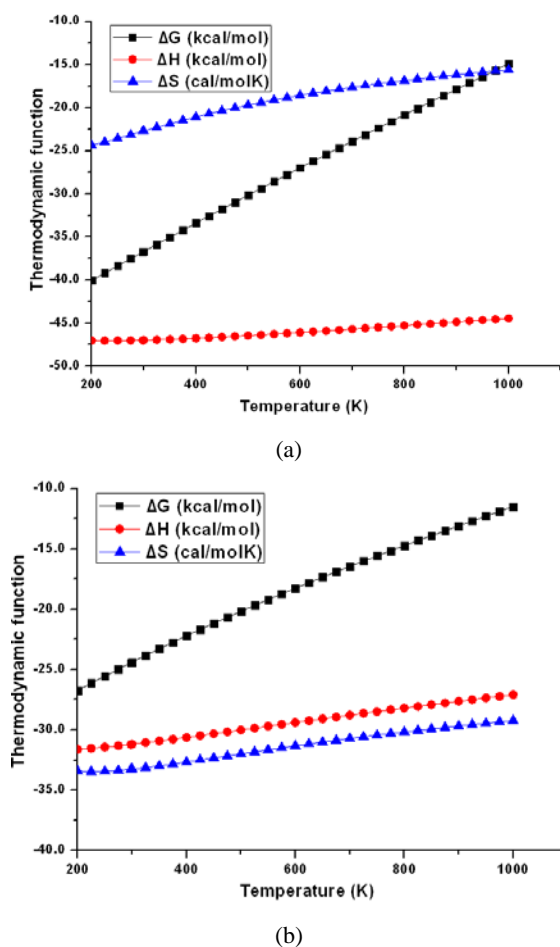 ΔG (kcal/mol)
ΔH (kcal/mol)
ΔS (cal/molK)
-10.0
-15.0
-20.0
-25.0
-30.0
-35.0
-40.0
-45.0
-50.0
Thermodynamic function
200
400
600
800
1000
Temperature (K)
(a)
ΔG (kcal/mol)
ΔH (kcal/mol)
ΔS (cal/molK)
-10.0
-15.0
-20.0
-25.0
-30.0
-35.0
-40.0
Thermodynamic function
200
400
600
800
1000
Temperature (K)
(b)